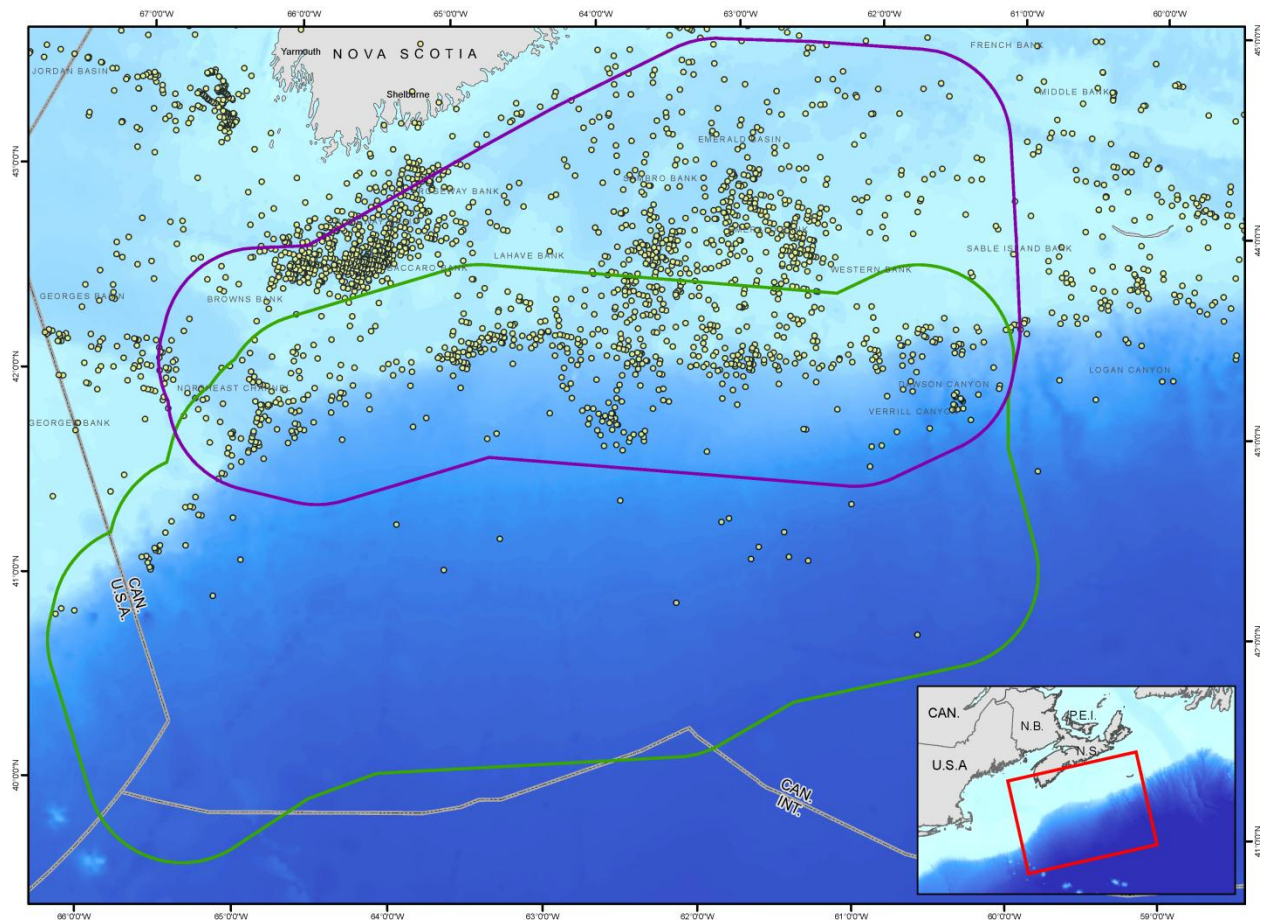 67°0'0"W 66°0'0"W 65°0'0"W 64°0'0"W 63°0'0"W 62°0'0"W 61°0'0"W 60°0'0"W
45°0'0"N
Yarmouth
NOVA SCOTIA
FRENCH BANK
JORDAN BASIN
Shelburne
MIDDLE BANK
EMERALD BASIN
43°0'0"N
SAMBRO BANK
ROSEWAY BANK
44°0'0"N
SABLE ISLAND BANK
LAHAVE BANK
BACCARO BANK
WESTERN BANK
GEORGES BASIN
BROWNS BANK
42°0'0"N
LOGAN CANYON
NORTHEAST CHANNEL
DAWSON CANYON
VERRILL CANYON
GEORGES BANK
43°0'0"N
41°0'0"N
CAN.
U.S.A.
42°0'0"N
CAN.
INT.
40°0'0"N
41°0'0"N
CAN.
N.B.
P.E.I.
N.S.
U.S.A
66°0'0"W 65°0'0"W 64°0'0"W 63°0'0"W 62°0'0"W 61°0'0"W 60°0'0"W 59°0'0"W